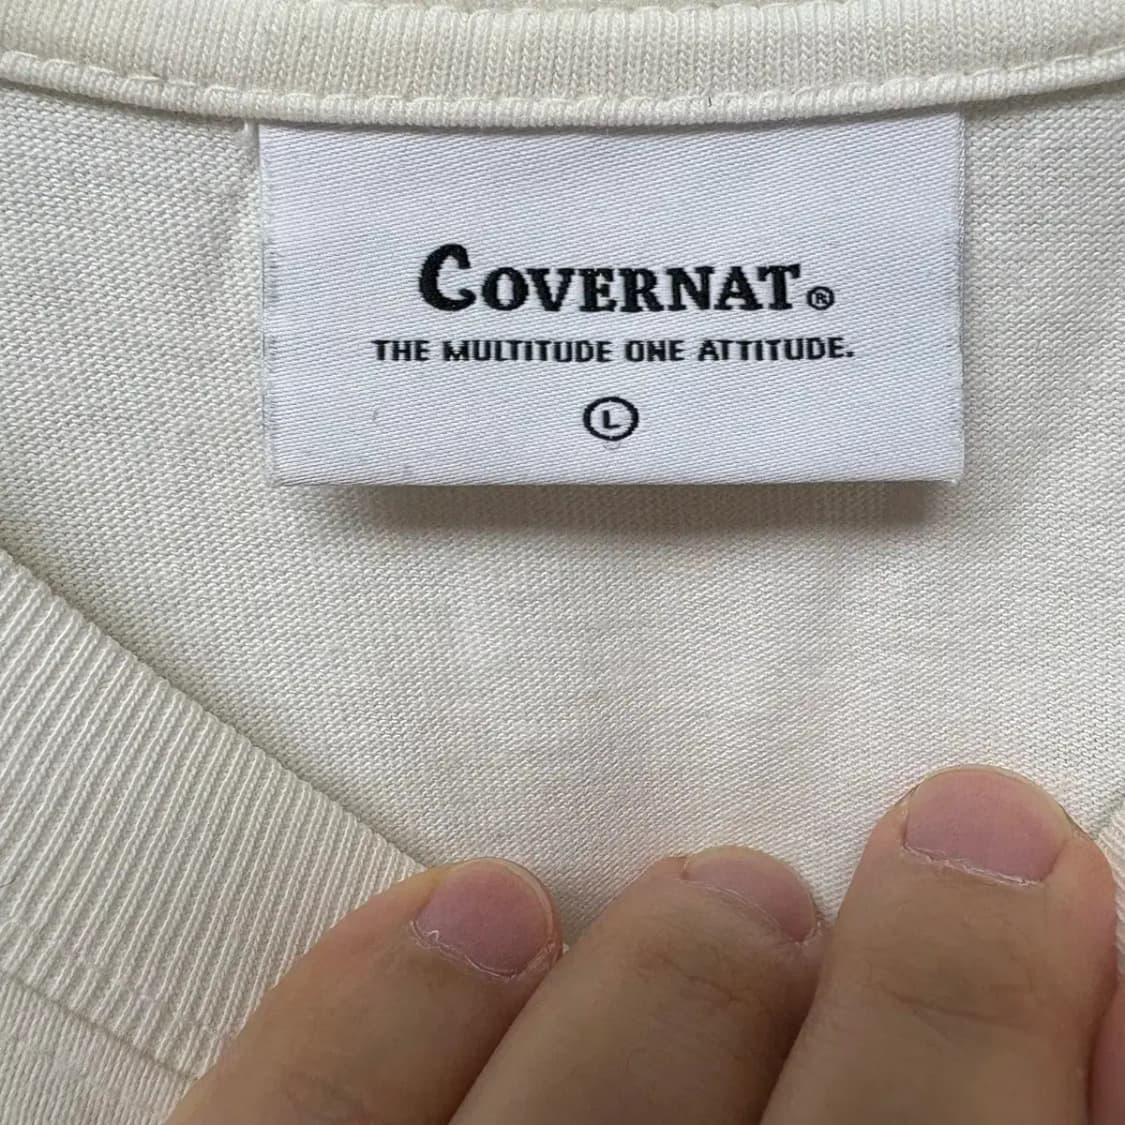 COVERNAT®
THE MULTITUDE ONE ATTITUDE.
L